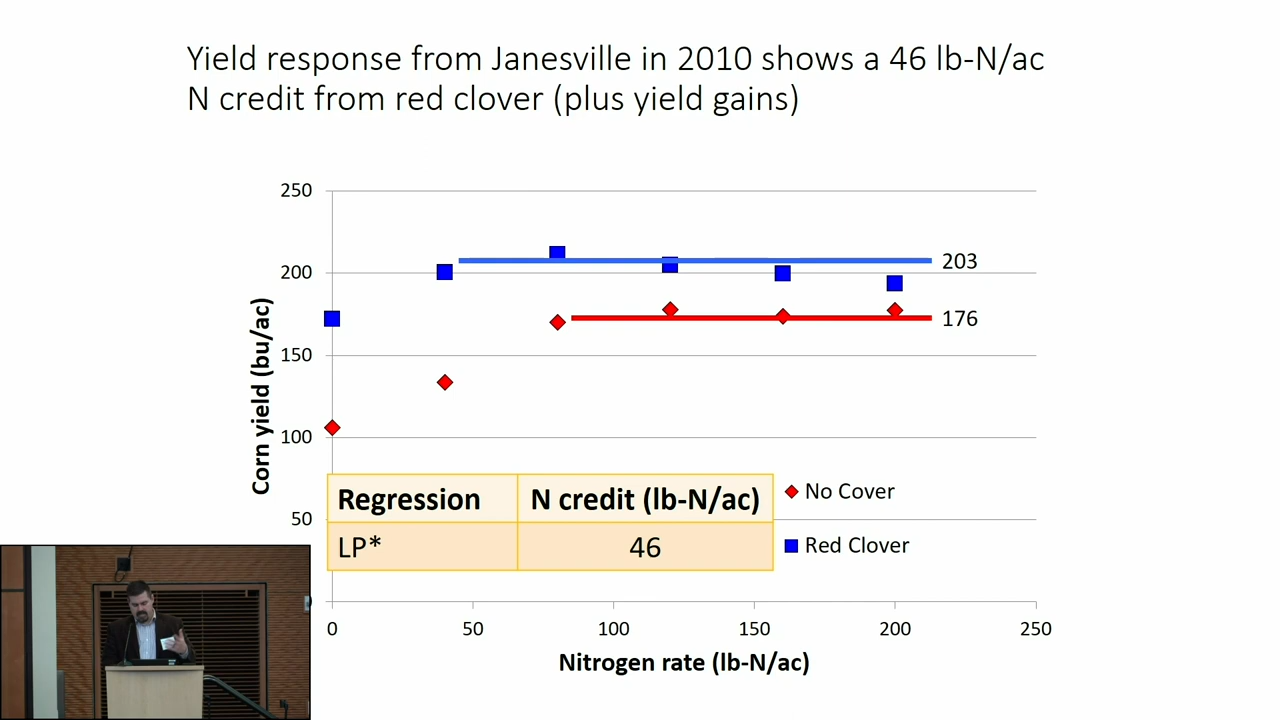 Yield response from Janesville in 2010 shows a 46 lb-N/ac
N credit from red clover (plus yield gains)
250
200
150
100
50
0
Corn yield (bu/ac)
203
176
Regression N credit (lb-N/ac)
LP* 46
No Cover
Red Clover
0 50 100 150 200 250
Nitrogen rate (lb-N/ac)